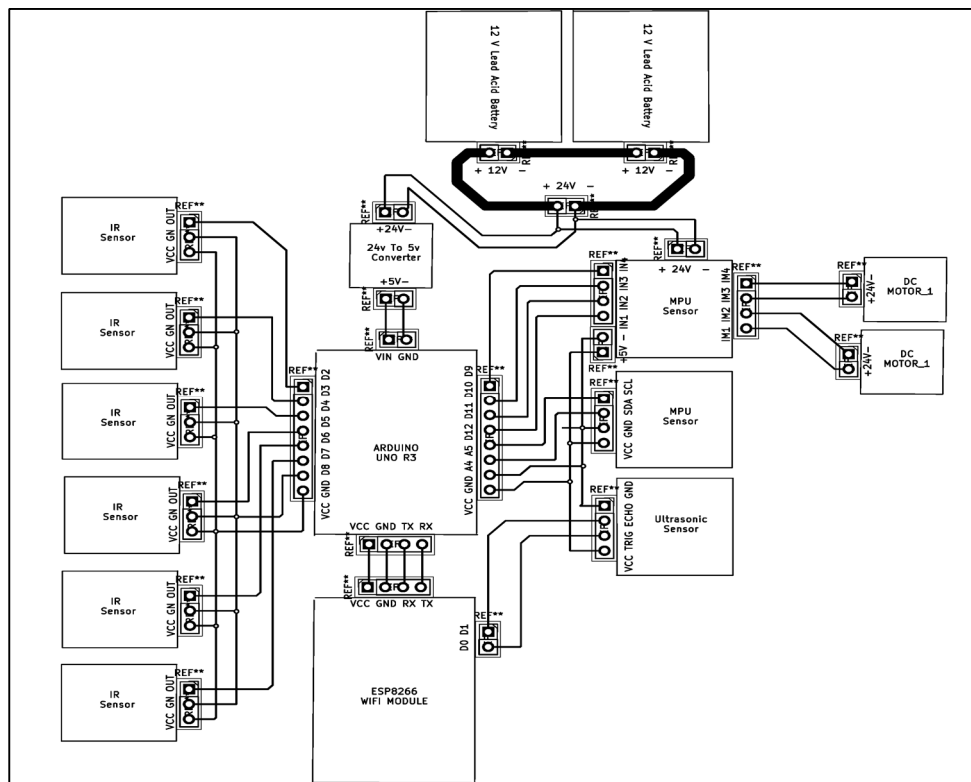 12 V Lead Acid Battery
12 V Lead Acid Battery
REF**
REF**
+ 12V -
+ 12V -
+ 24V -
REF**
REF**
+24V-
24v To 5v
Converter
+5V-
REF**
REF**
VIN GND
REF**
IR
Sensor
VCC GN OUT
REF**
IR
Sensor
VCC GN OUT
REF**
IR
Sensor
VCC GN OUT
REF**
IR
Sensor
VCC GN OUT
REF**
IR
Sensor
VCC GN OUT
REF**
IR
Sensor
VCC GN OUT
REF**
REF**
VCC GND D8 D7 D6 D5 D4 D3 D2
ARDUINO
UNO R3
REF**
VCC GND A4 A5 D12 D11 D10 D9
VCC GND TX RX
REF**
REF**
VCC GND RX TX
ESP8266
WIFI MODULE
REF**
D0 D1
REF**
+ 24V -
REF**
+5V - IN1 IN2 IN3 IN4
MPU
Sensor
REF**
IM1 IM2 IM3 IM4
REF**
+24V-
DC
MOTOR_1
REF**
+24V-
DC
MOTOR_1
REF**
VCC GND SDA SCL
MPU
Sensor
REF**
VCC TRIG ECHO GND
Ultrasonic
Sensor